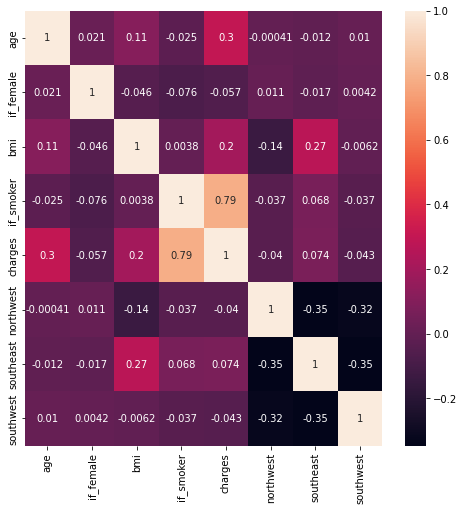 age 1 0.021 0.11 -0.025 0.3 -0.00041 -0.012 0.01
if_female 0.021 1 -0.046 -0.076 -0.057 0.011 -0.017 0.0042
bmi 0.11 -0.046 1 0.0038 0.2 -0.14 0.27 -0.0062
if_smoker -0.025 -0.076 0.0038 1 0.79 -0.037 0.068 -0.037
charges 0.3 -0.057 0.2 0.79 1 -0.04 0.074 -0.043
northwest -0.00041 0.011 -0.14 -0.037 -0.04 1 -0.35 -0.32
southeast -0.012 -0.017 0.27 0.068 0.074 -0.35 1 -0.35
southwest 0.01 0.0042 -0.0062 -0.037 -0.043 -0.32 -0.35 1
age if_female bmi if_smoker charges northwest southeast southwest
1.0
0.8
0.6
0.4
0.2
0.0
−0.2